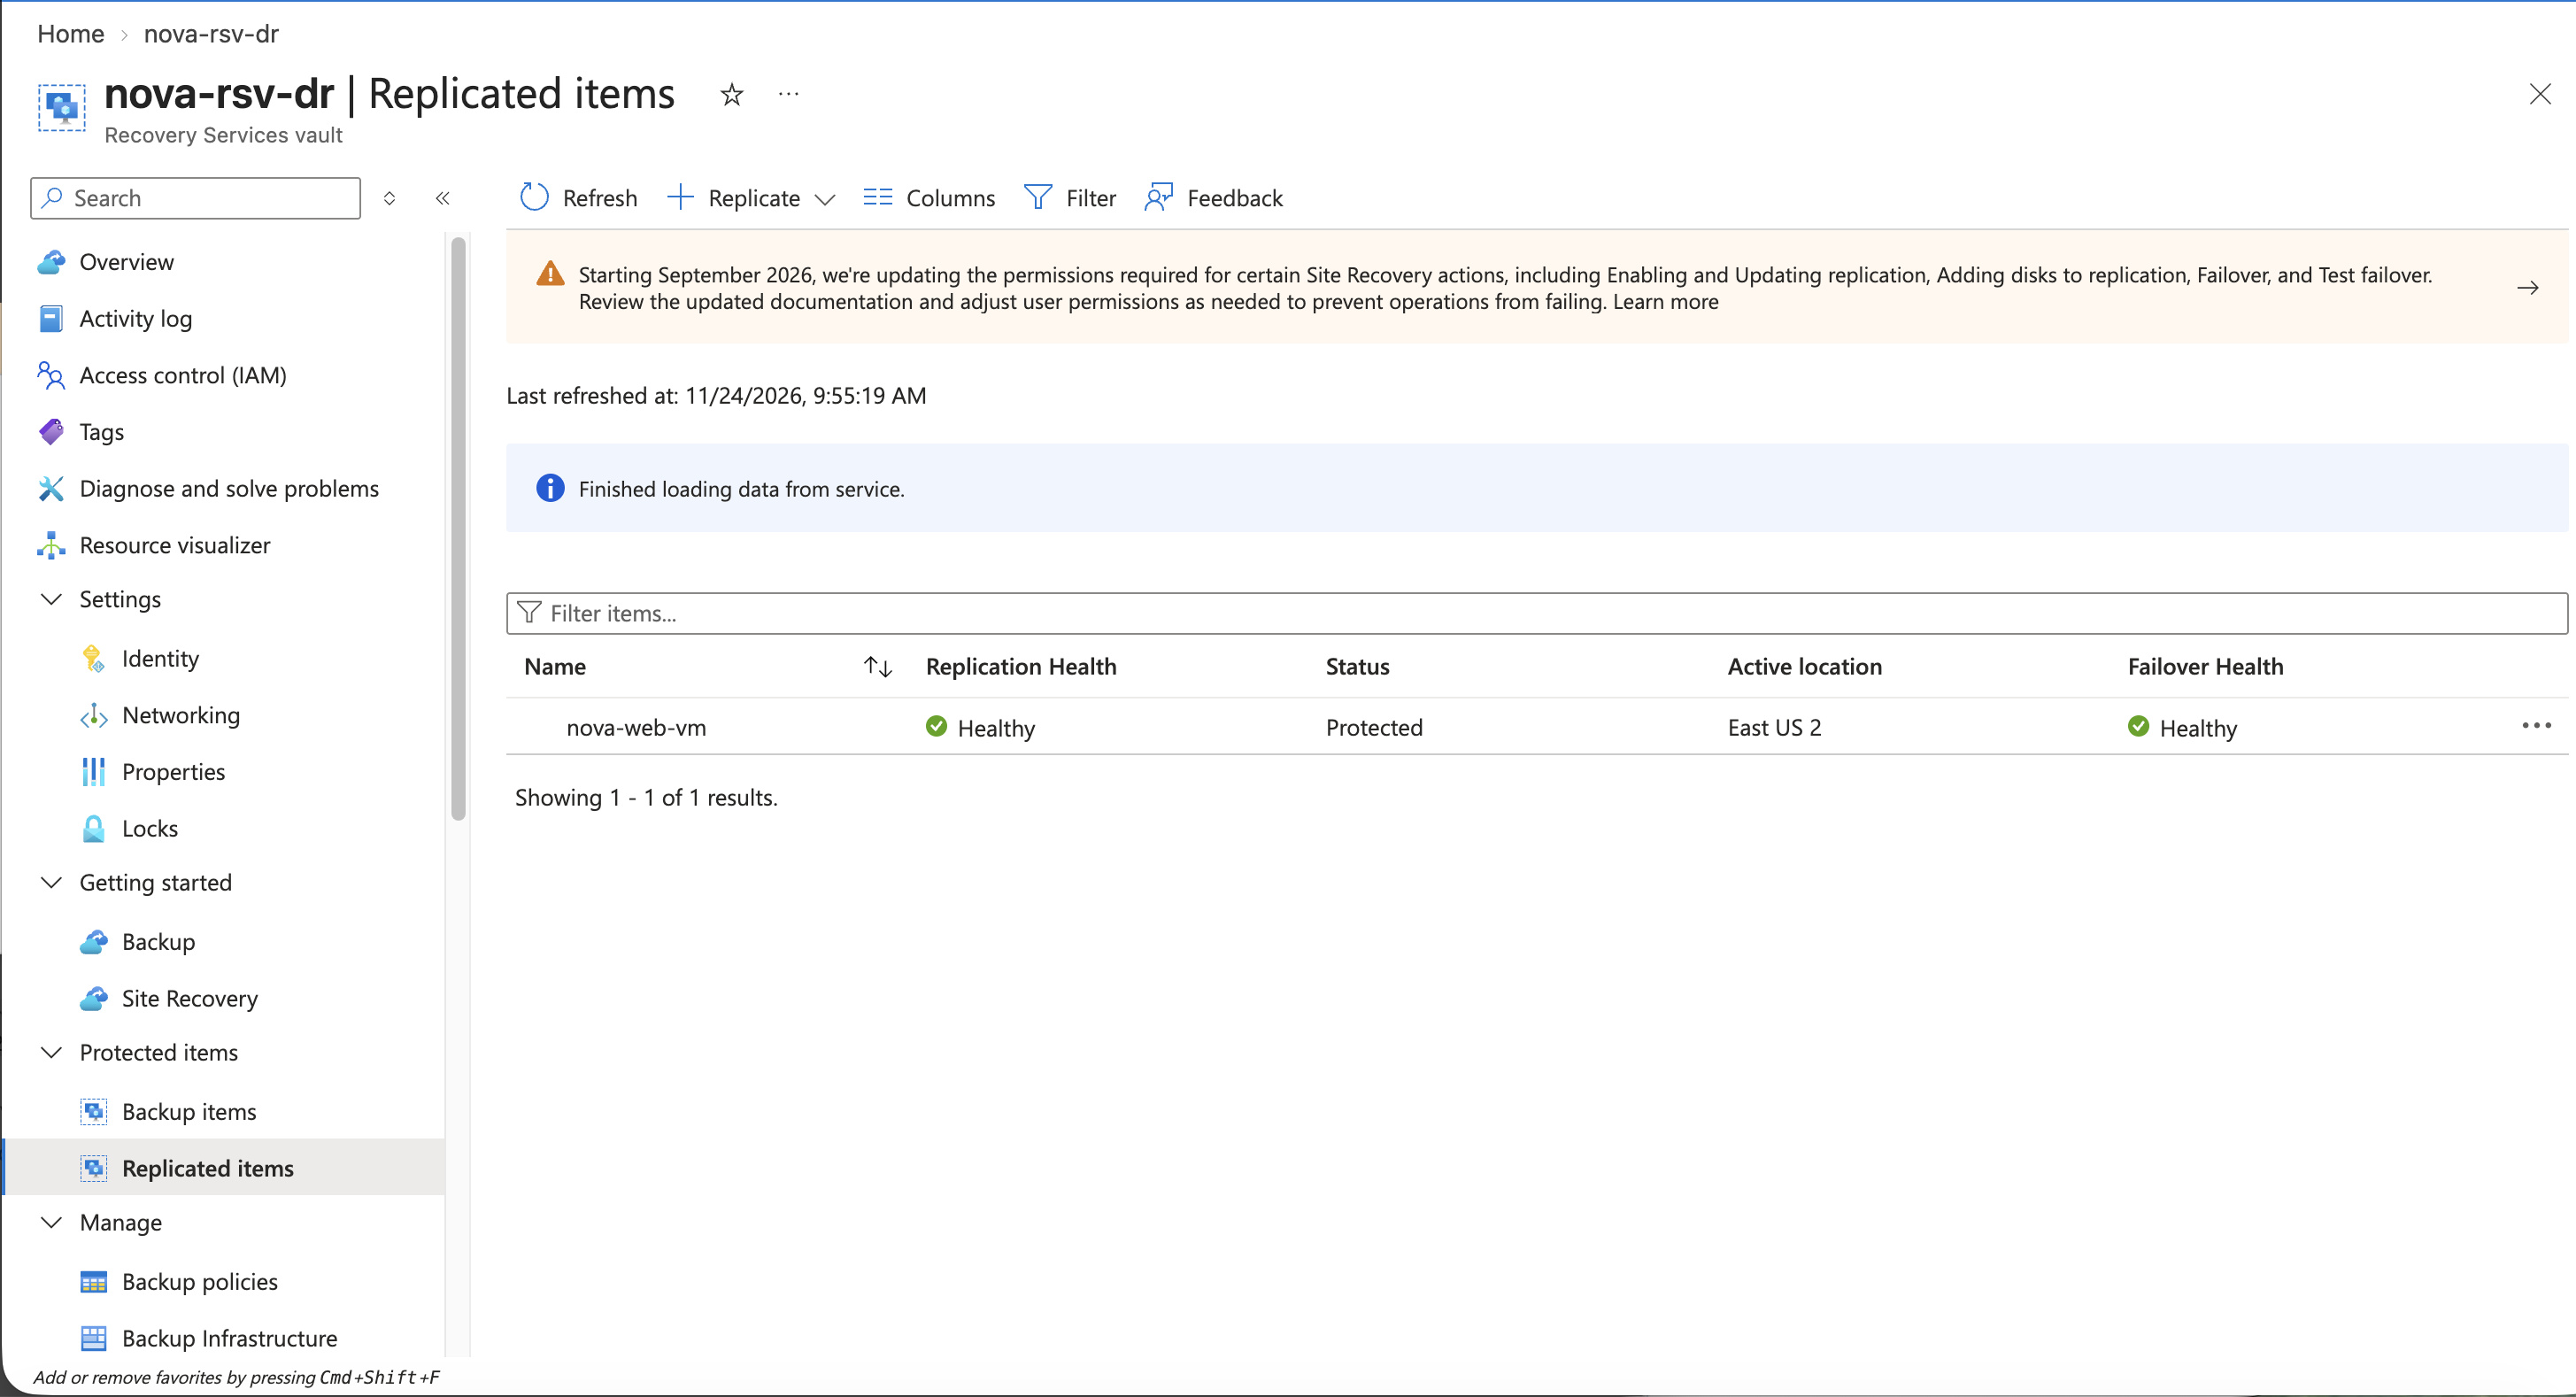 Home > nova-rsv-dr
nova-rsv-dr | Replicated items
Recovery Services vault
Search
Overview
Activity log
Access control (IAM)
Tags
Diagnose and solve problems
Resource visualizer
Settings
Identity
Networking
Properties
Locks
Getting started
Backup
Site Recovery
Protected items
Backup items
Replicated items
Manage
Backup policies
Backup Infrastructure
Add or remove favorites by pressing Cmd+Shift+F
Refresh Replicate Columns Filter Feedback
Starting September 2026, we're updating the permissions required for certain Site Recovery actions, including Enabling and Updating replication, Adding disks to replication, Failover, and Test failover.
Review the updated documentation and adjust user permissions as needed to prevent operations from failing. Learn more
Last refreshed at: 11/24/2026, 9:55:19 AM
Finished loading data from service.
Filter items...
Name Replication Health Status Active location Failover Health
nova-web-vm Healthy Protected East US 2 Healthy
Showing 1 - 1 of 1 results.